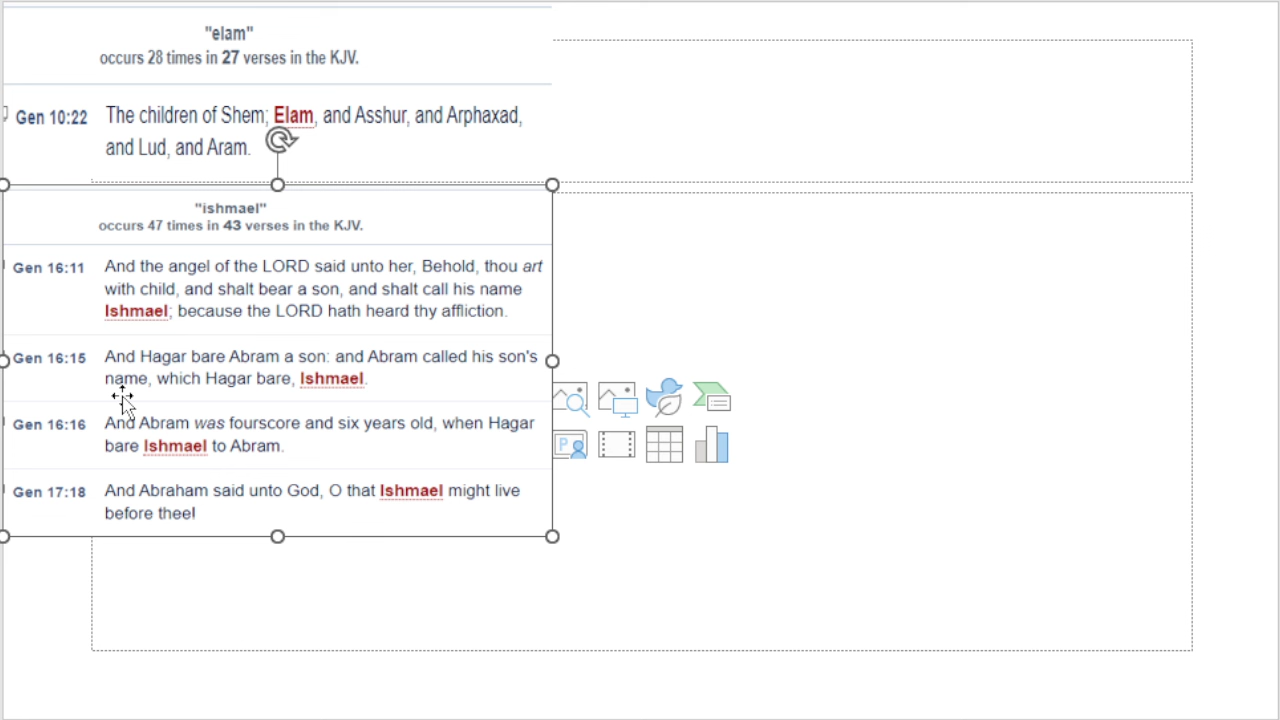 "elam"
occurs 28 times in 27 verses in the KJV.
Gen 10:22 The children of Shem; Elam, and Asshur, and Arphaxad,
and Lud, and Aram.
"ishmael"
occurs 47 times in 43 verses in the KJV.
Gen 16:11 And the angel of the LORD said unto her, Behold, thou art
with child, and shalt bear a son, and shalt call his name
Ishmael; because the LORD hath heard thy affliction.
Gen 16:15 And Hagar bare Abram a son: and Abram called his son's
name, which Hagar bare, Ishmael.
Gen 16:16 And Abram was fourscore and six years old, when Hagar
bare Ishmael to Abram.
Gen 17:18 And Abraham said unto God, O that Ishmael might live
before thee!
P